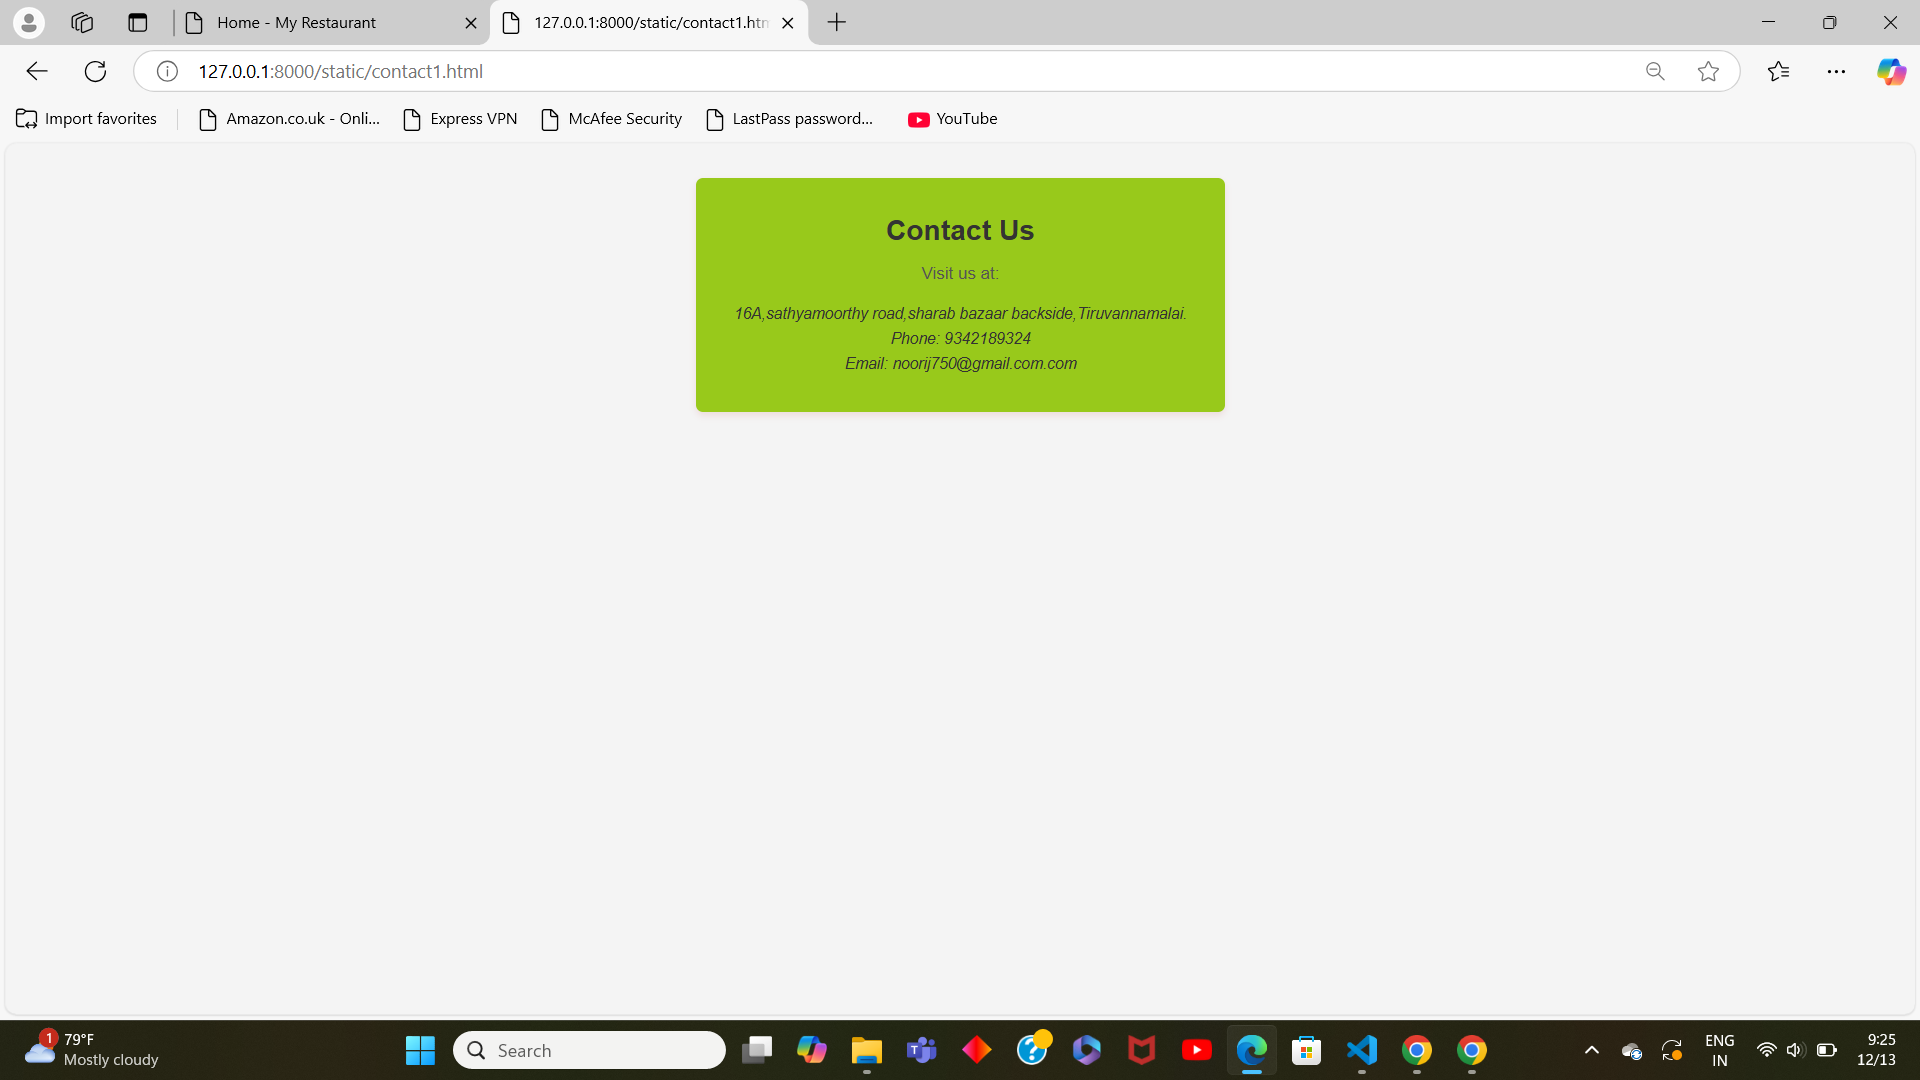 Home - My Restaurant
127.0.0.1:8000/static/contact1.htm
127.0.0.1:8000/static/contact1.html
Import favorites
Amazon.co.uk - Onli...
Express VPN
McAfee Security
LastPass password...
YouTube
Contact Us
Visit us at:
16A,sathyamoorthy road,sharab bazaar backside,Tiruvannamalai.
Phone: 9342189324
Email: noorij750@gmail.com.com
1
79°F
Mostly cloudy
Search
ENG
IN
9:25
12/13